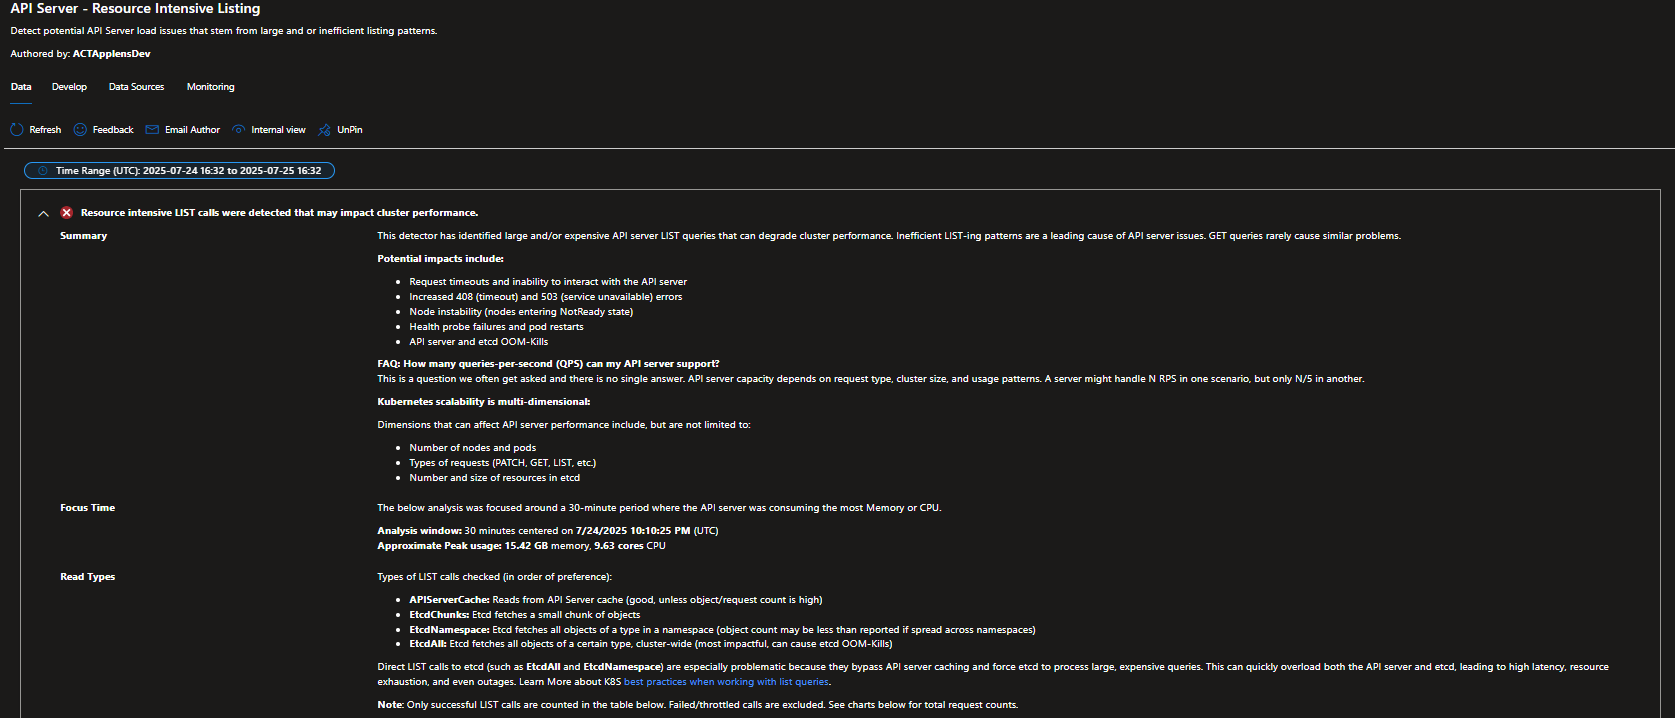 API Server - Resource Intensive Listing
Detect potential API Server load issues that stem from large and or inefficient listing patterns.
Authored by: ACTApplensDev
Data Develop Data Sources Monitoring
Refresh Feedback Email Author Internal view UnPin
Time Range (UTC): 2025-07-24 16:32 to 2025-07-25 16:32
Resource intensive LIST calls were detected that may impact cluster performance.
Summary
This detector has identified large and/or expensive API server LIST queries that can degrade cluster performance. Inefficient LIST-ing patterns are a leading cause of API server issues. GET queries rarely cause similar problems.
Potential impacts include:
• Request timeouts and inability to interact with the API server
• Increased 408 (timeout) and 503 (service unavailable) errors
• Node instability (nodes entering NotReady state)
• Health probe failures and pod restarts
• API server and etcd OOM-Kills
FAQ: How many queries-per-second (QPS) can my API server support?
This is a question we often get asked and there is no single answer. API server capacity depends on request type, cluster size, and usage patterns. A server might handle N RPS in one scenario, but only N/5 in another.
Kubernetes scalability is multi-dimensional:
Dimensions that can affect API server performance include, but are not limited to:
• Number of nodes and pods
• Types of requests (PATCH, GET, LIST, etc.)
• Number and size of resources in etcd
Focus Time
The below analysis was focused around a 30-minute period where the API server was consuming the most Memory or CPU.
Analysis window: 30 minutes centered on 7/24/2025 10:10:25 PM (UTC)
Approximate Peak usage: 15.42 GB memory, 9.63 cores CPU
Read Types
Types of LIST calls checked (in order of preference):
• APIServerCache: Reads from API Server cache (good, unless object/request count is high)
• EtcdChunks: Etcd fetches a small chunk of objects
• EtcdNamespace: Etcd fetches all objects of a type in a namespace (object count may be less than reported if spread across namespaces)
• EtcdAll: Etcd fetches all objects of a certain type, cluster-wide (most impactful, can cause etcd OOM-Kills)
Direct LIST calls to etcd (such as EtcdAll and EtcdNamespace) are especially problematic because they bypass API server caching and force etcd to process large, expensive queries. This can quickly overload both the API server and etcd, leading to high latency, resource
exhaustion, and even outages. Learn More about K8S best practices when working with list queries.
Note: Only successful LIST calls are counted in the table below. Failed/throttled calls are excluded. See charts below for total request counts.